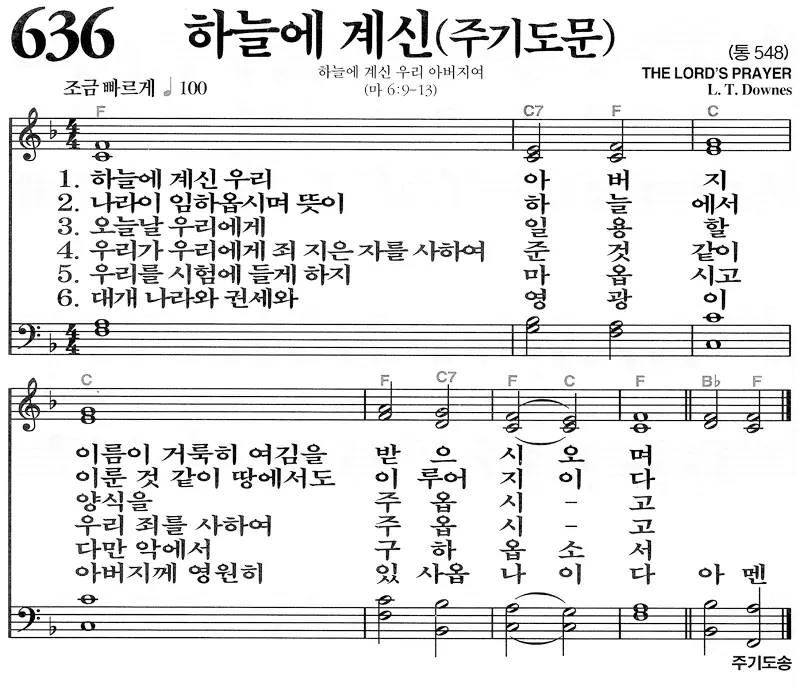 636 하늘에 계신(주기도문) (통 548)
하늘에 계신 우리 아버지여 THE LORD'S PRAYER
조금 빠르게 ♩ 100 (마 6:9-13) L. T. Downes
F C7 F C
4 4
1. 하늘에 계신 우리 아 버 지
2. 나라이 임하옵시며 뜻이 하 늘 에서
3. 오늘날 우리에게 일 용 할
4. 우리가 우리에게 죄 지은 자를 사하여 준 것 같이
5. 우리를 시험에 들게 하지 마 옵 시고
6. 대개 나라와 권세와 영 광 이
4 4
C F C7 F C F B♭ F
이름이 거룩히 여김을 받 으 시 오 며
이룬 것 같이 땅에서도 이 루어 지 이 다
양식을 주 옵 시 - 고
우리 죄를 사하여 주 옵 시 - 고
다만 악에서 구 하 옵 소 서
아버지께 영원히 있 사옵 나 이 다 아 멘
주기도송